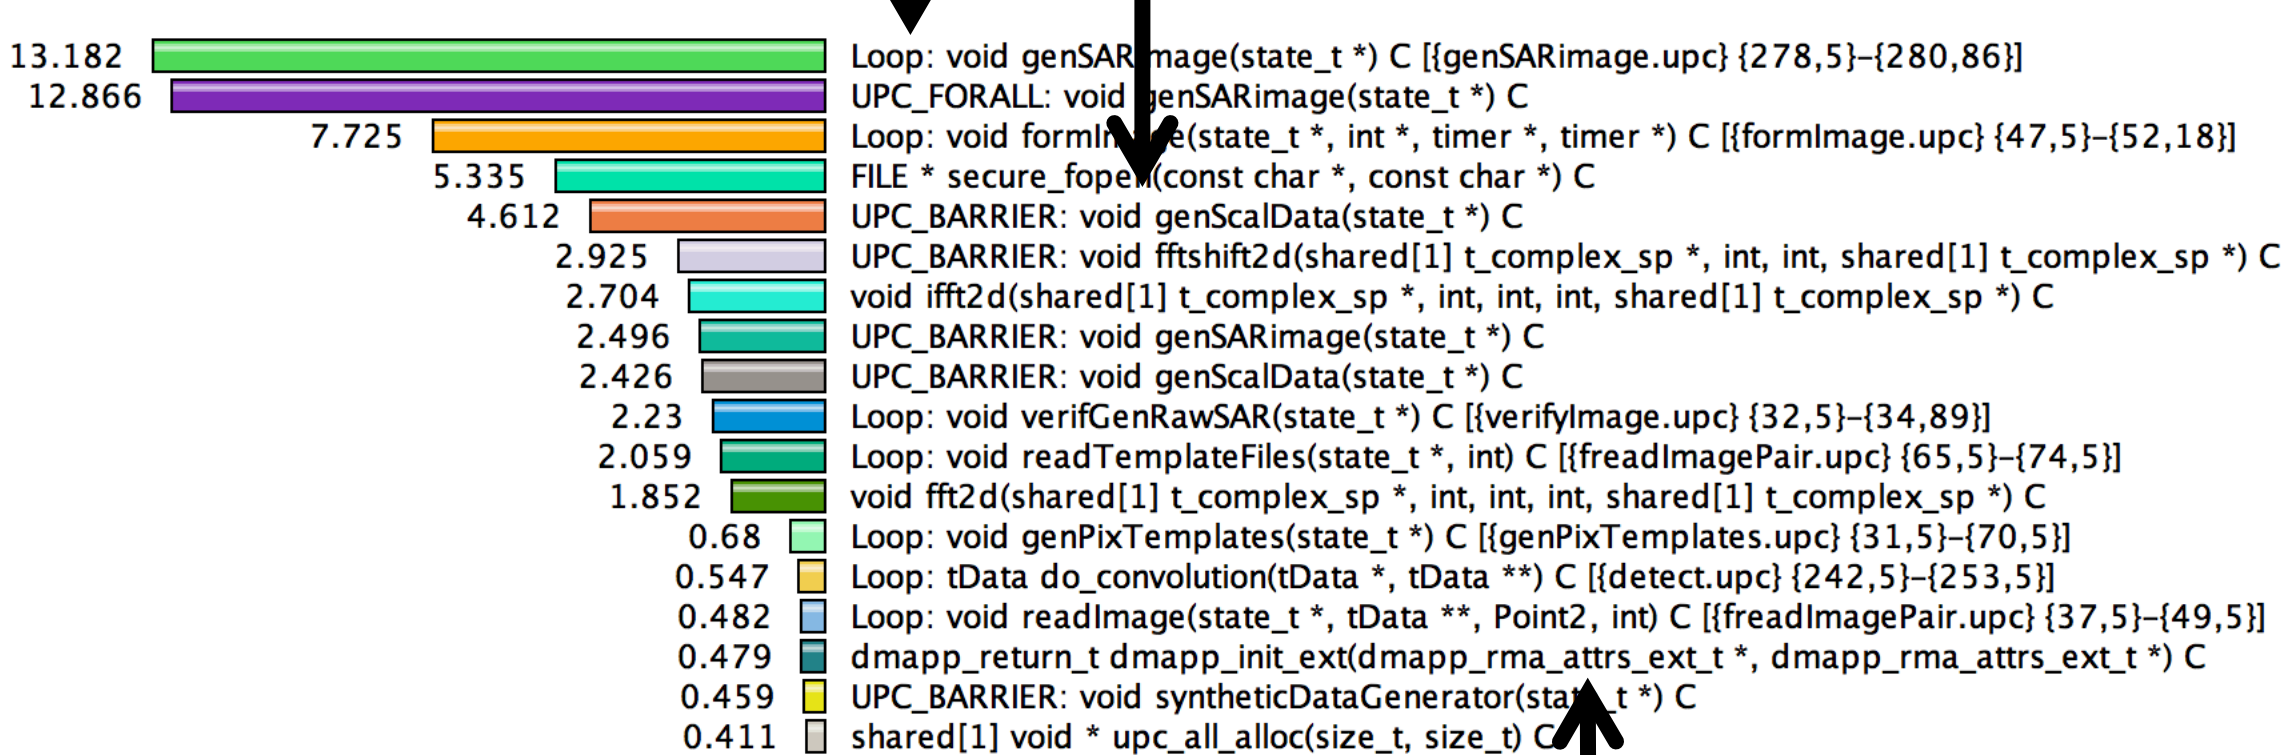 13.182 Loop: void genSARimage(state_t *) C [{genSARimage.upc} {278,5}–{280,86}]
12.866 UPC_FORALL: void genSARimage(state_t *) C
7.725 Loop: void formImage(state_t *, int *, timer *, timer *) C [{formImage.upc} {47,5}–{52,18}]
5.335 FILE * secure_fopen(const char *, const char *) C
4.612 UPC_BARRIER: void genScalData(state_t *) C
2.925 UPC_BARRIER: void fftshift2d(shared[1] t_complex_sp *, int, int, shared[1] t_complex_sp *) C
2.704 void ifft2d(shared[1] t_complex_sp *, int, int, int, shared[1] t_complex_sp *) C
2.496 UPC_BARRIER: void genSARimage(state_t *) C
2.426 UPC_BARRIER: void genScalData(state_t *) C
2.23 Loop: void verifGenRawSAR(state_t *) C [{verifyImage.upc} {32,5}–{34,89}]
2.059 Loop: void readTemplateFiles(state_t *, int) C [{freadImagePair.upc} {65,5}–{74,5}]
1.852 void fft2d(shared[1] t_complex_sp *, int, int, int, shared[1] t_complex_sp *) C
0.68 Loop: void genPixTemplates(state_t *) C [{genPixTemplates.upc} {31,5}–{70,5}]
0.547 Loop: tData do_convolution(tData *, tData **) C [{detect.upc} {242,5}–{253,5}]
0.482 Loop: void readImage(state_t *, tData **, Point2, int) C [{freadImagePair.upc} {37,5}–{49,5}]
0.479 dmapp_return_t dmapp_init_ext(dmapp_rma_attrs_ext_t *, dmapp_rma_attrs_ext_t *) C
0.459 UPC_BARRIER: void syntheticDataGenerator(state_t *) C
0.411 shared[1] void * upc_all_alloc(size_t, size_t) C